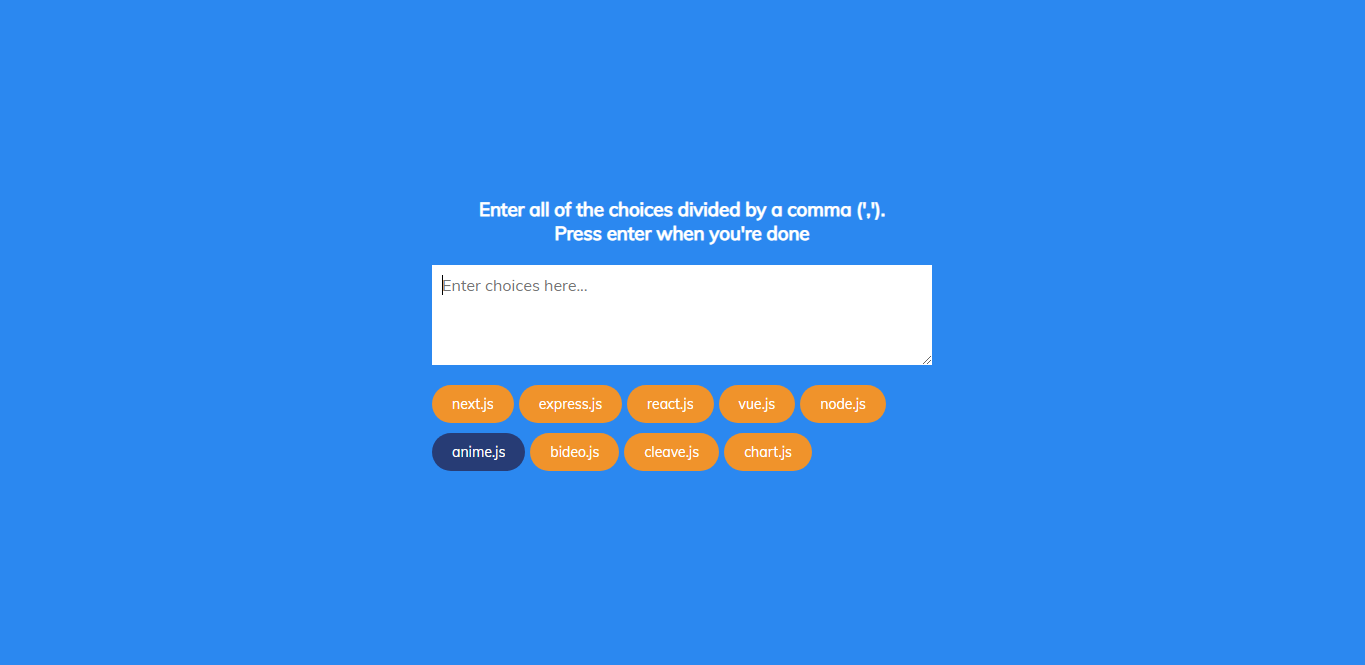 Enter all of the choices divided by a comma (',').
Press enter when you're done
Enter choices here...
next.js express.js react.js vue.js node.js
anime.js bideo.js cleave.js chart.js